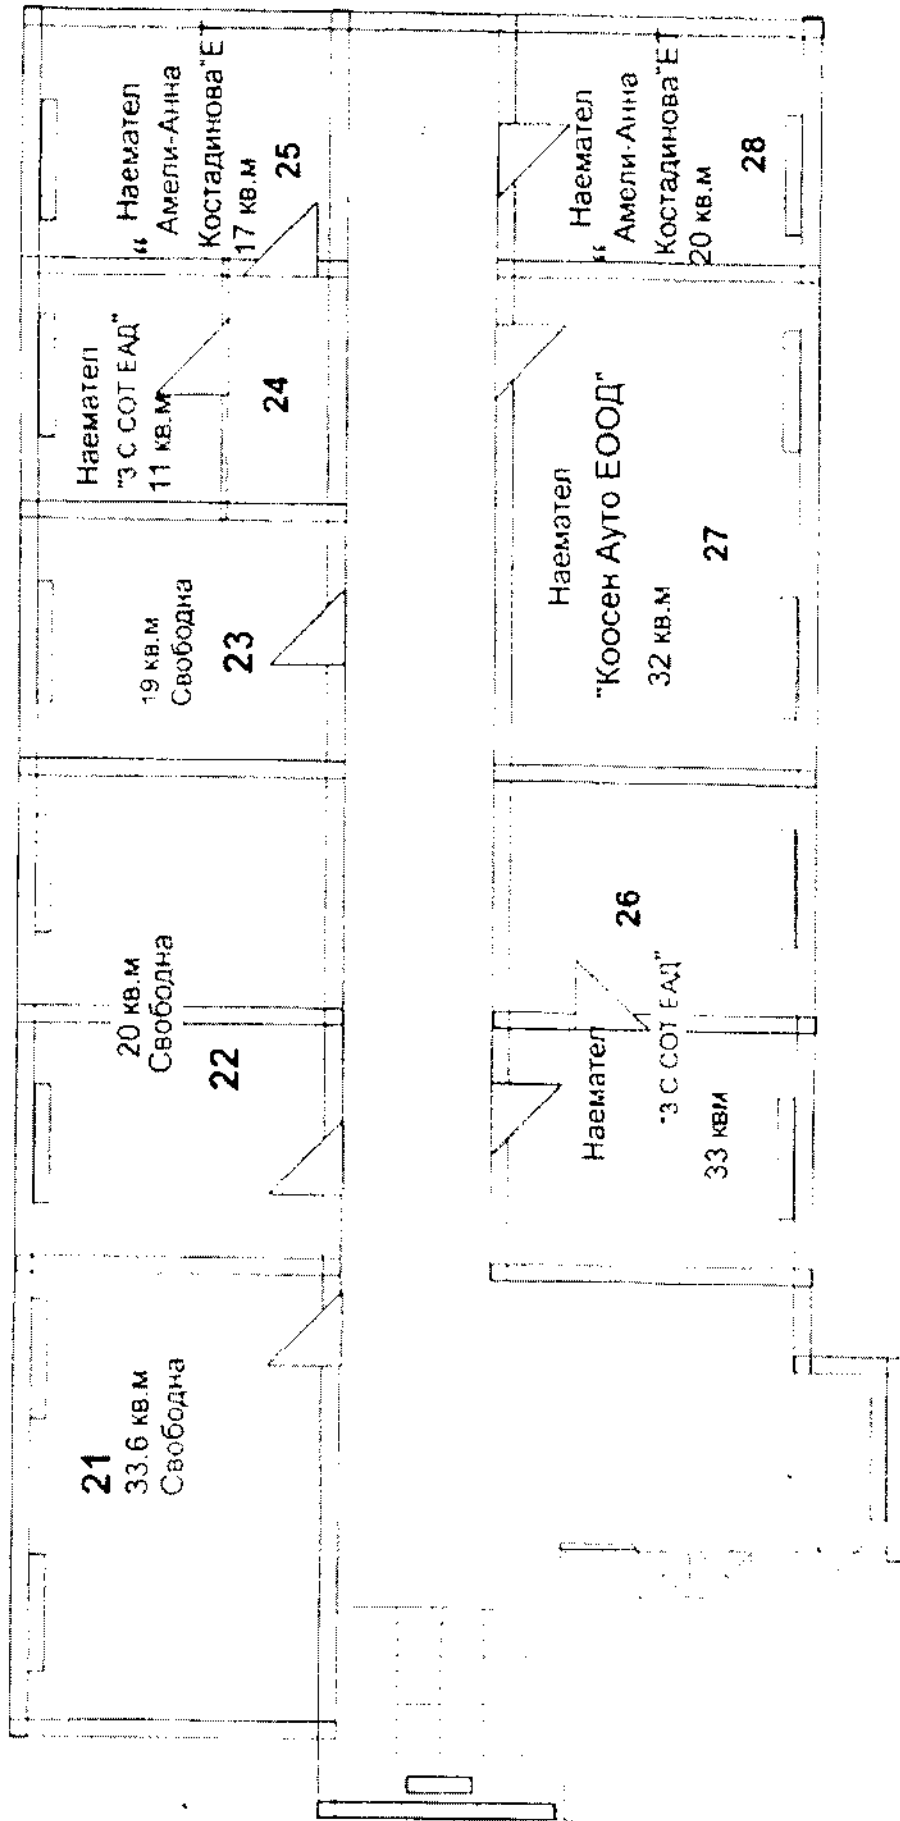 21
33.6 кв.м
Свободна
20 кв.м
Свободна
22
19 кв.м
Свободна
23
Наемател
"З С СОТ ЕАД"
11 кв.м
24
“ Наемател
Амели-Анна
Костадинова"Е
17 кв.м
25
Наемател
"З С СОТ ЕАД"
33 квм
26
Наемател
"Коосен Ауто ЕООД"
32 кв.м
27
Наемател
“ Амели-Анна
Костадинова"Е
20 кв.м
28